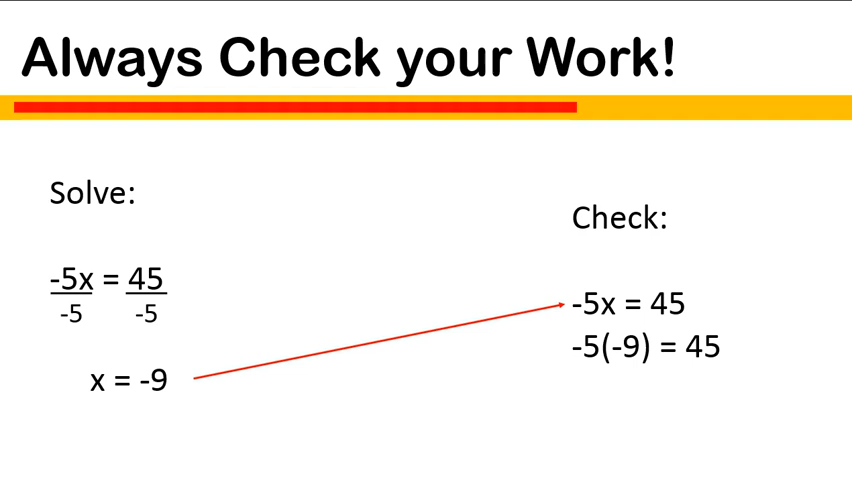 Always Check your Work!
Solve:
-5x = 45
-5 -5
x = -9
Check:
-5x = 45
-5(-9) = 45